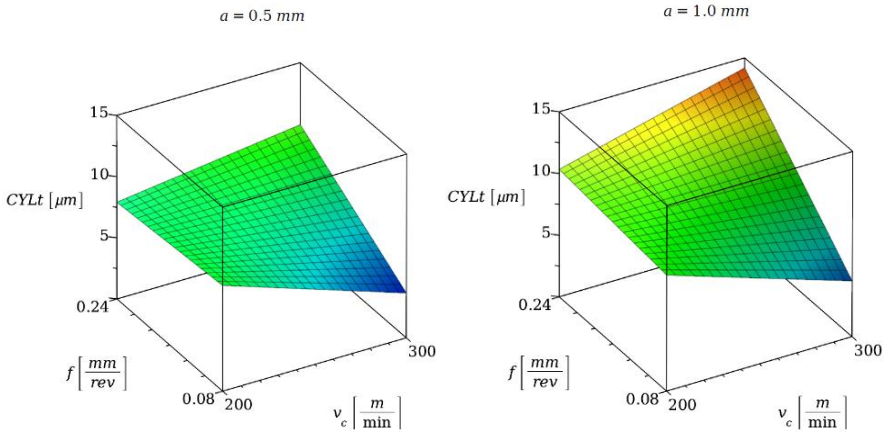 a = 0.5 mm
15
10
CYLt [μm]
5
0.24
f [mm/rev]
0.08
200
v_c [m/min]
300
a = 1.0 mm
15
10
CYLt [μm]
5
0.24
f [mm/rev]
0.08
200
v_c [m/min]
300